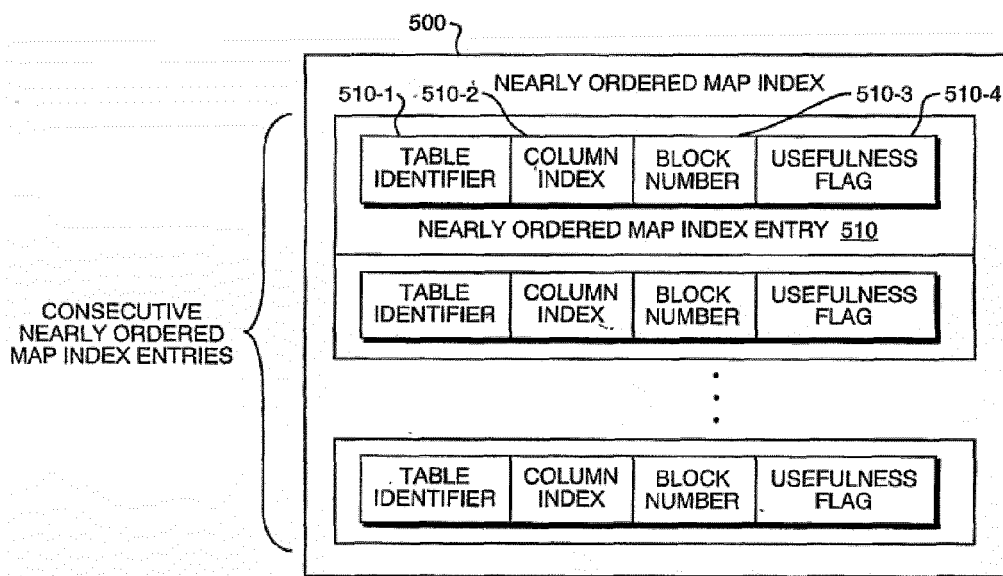 500
NEARLY ORDERED MAP INDEX
510-1 510-2 510-3 510-4
TABLE IDENTIFIER COLUMN INDEX BLOCK NUMBER USEFULNESS FLAG
NEARLY ORDERED MAP INDEX ENTRY 510
TABLE IDENTIFIER COLUMN INDEX BLOCK NUMBER USEFULNESS FLAG
CONSECUTIVE
NEARLY ORDERED
MAP INDEX ENTRIES
TABLE IDENTIFIER COLUMN INDEX BLOCK NUMBER USEFULNESS FLAG